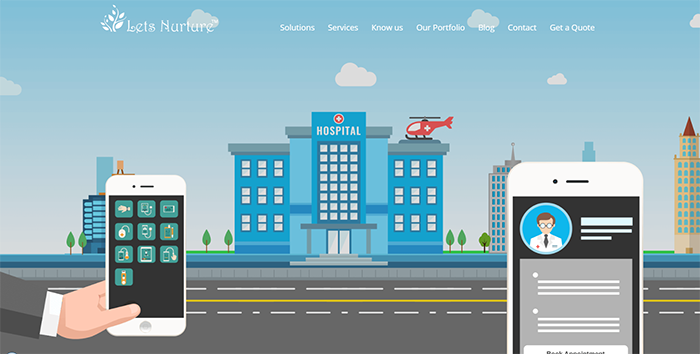 Lets Nurture
Solutions Services Know us Our Portfolio Blog Contact Get a Quote
HOSPITAL
Book Appointment